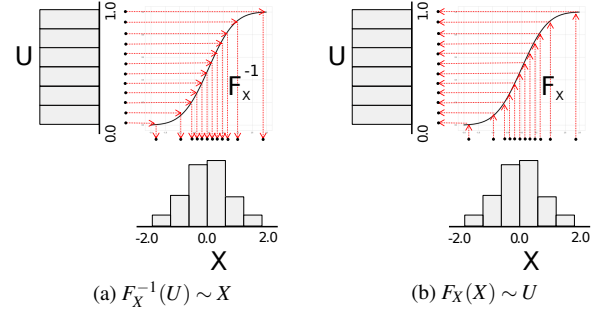 U
1.0
0.0
F_X^{-1}
-2.0 0.0 2.0
X
(a) F_X^{-1}(U) ∼ X
U
1.0
0.0
F_X
-2.0 0.0 2.0
X
(b) F_X(X) ∼ U